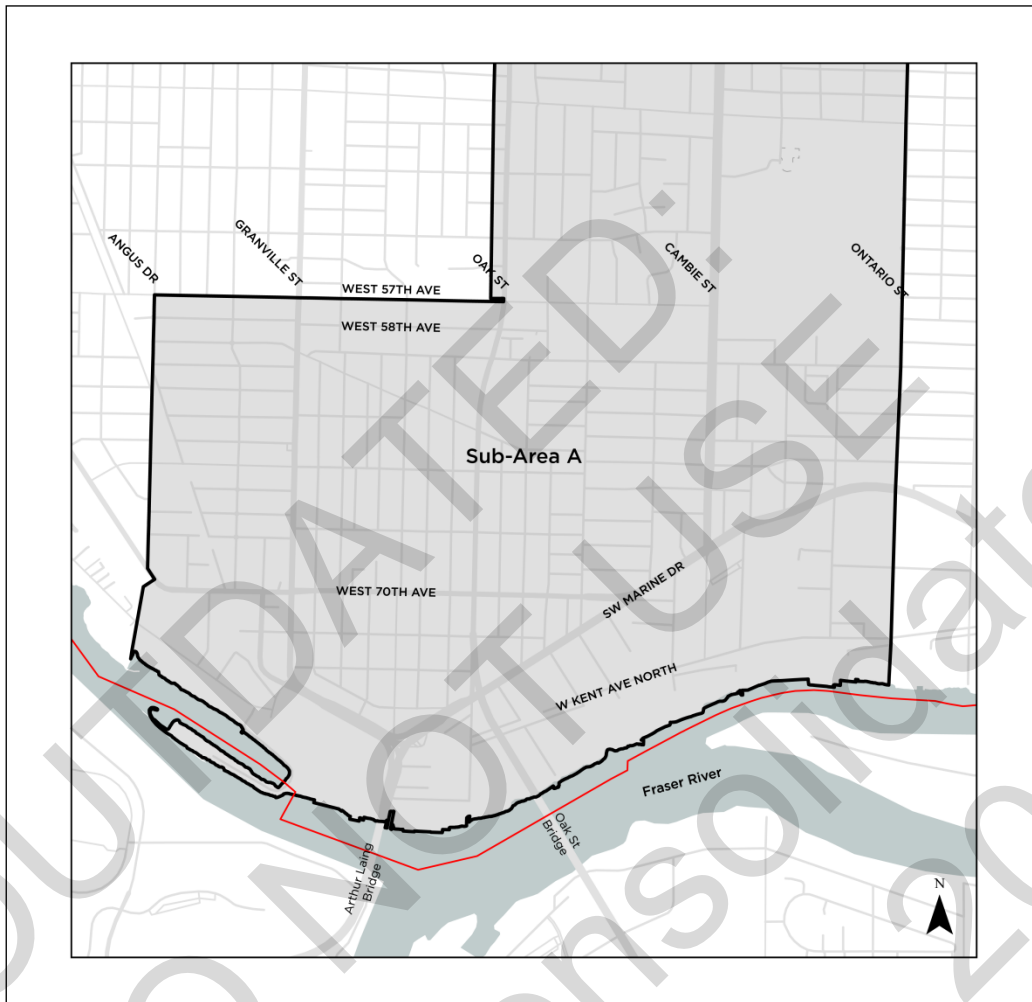 ANGUS DR
GRANVILLE ST
OAK ST
CAMBIE ST
ONTARIO ST
WEST 57TH AVE
WEST 58TH AVE
Sub-Area A
WEST 70TH AVE
SW MARINE DR
W KENT AVE NORTH
Fraser River
Oak St
Bridge
Arthur Laing
Bridge
N
OUTDATED:
NOT USE